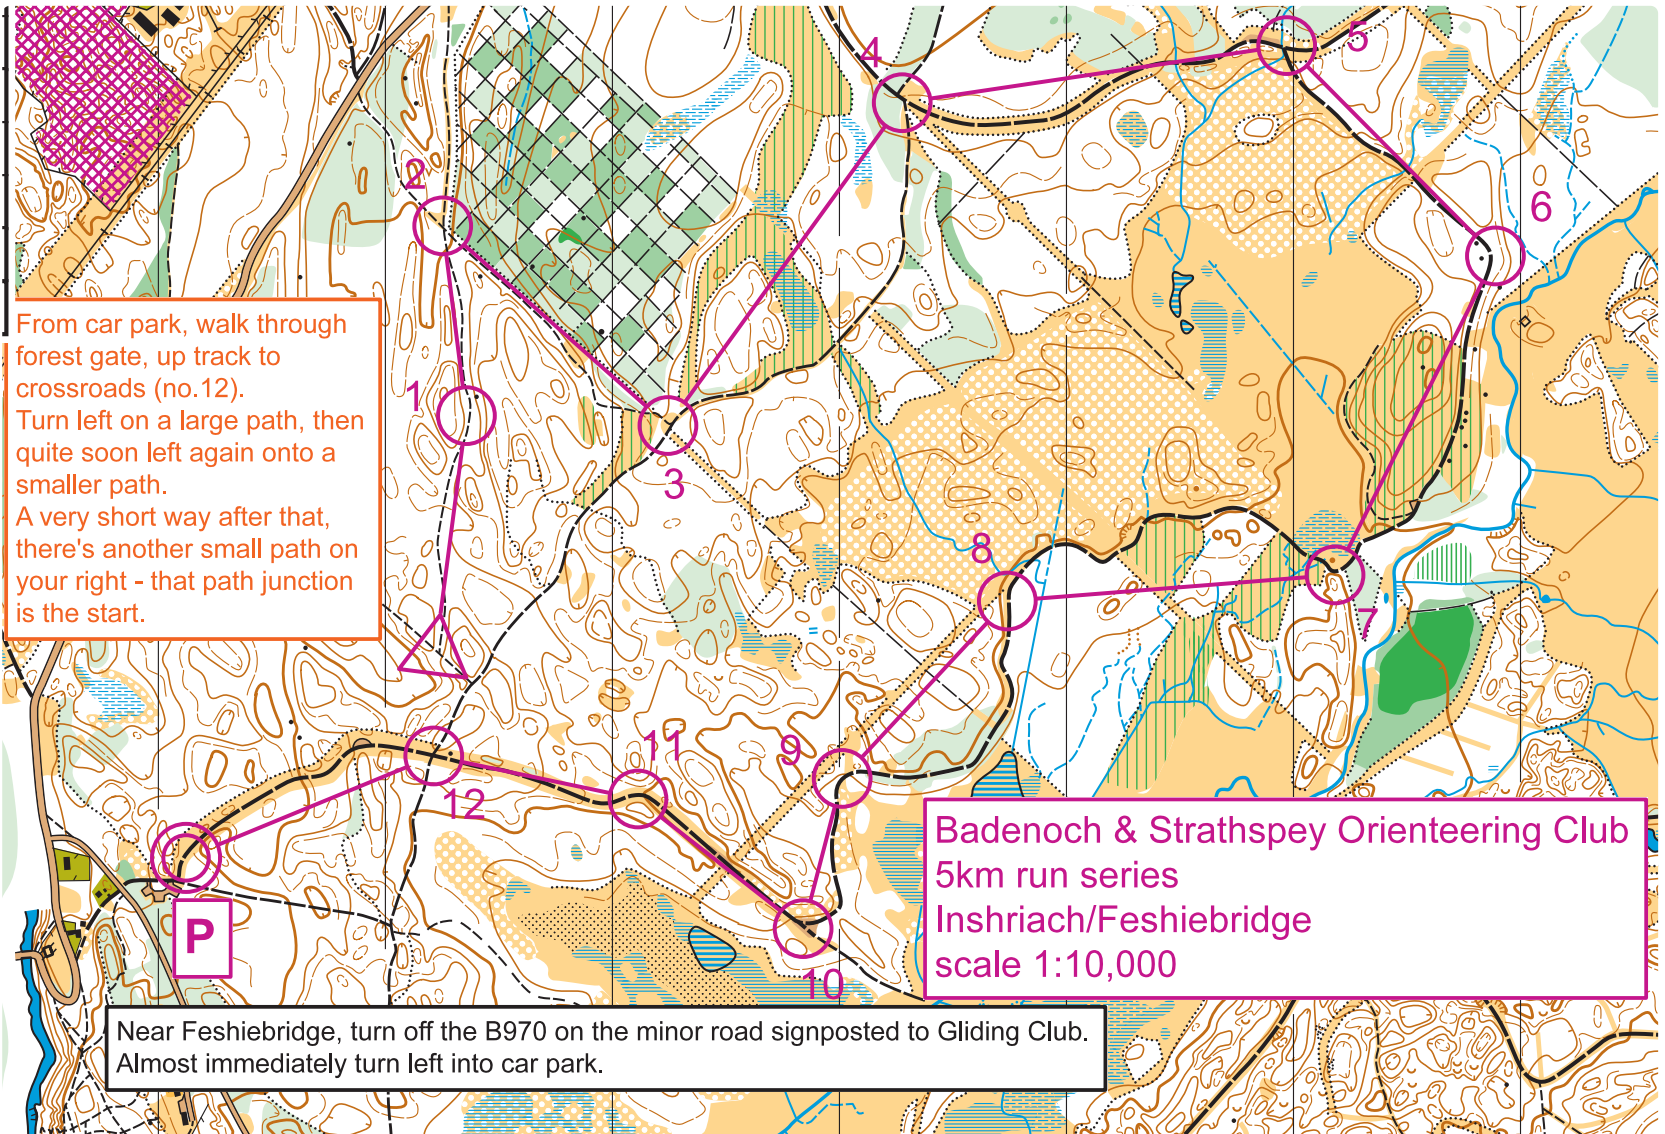 5
4
2
6
From car park, walk through
forest gate, up track to
crossroads (no.12).
Turn left on a large path, then
quite soon left again onto a
smaller path.
A very short way after that,
there's another small path on
your right - that path junction
is the start.
1
3
8
7
11
9
12
Badenoch & Strathspey Orienteering Club
5km run series
Inshriach/Feshiebridge
scale 1:10,000
P
10
Near Feshiebridge, turn off the B970 on the minor road signposted to Gliding Club.
Almost immediately turn left into car park.